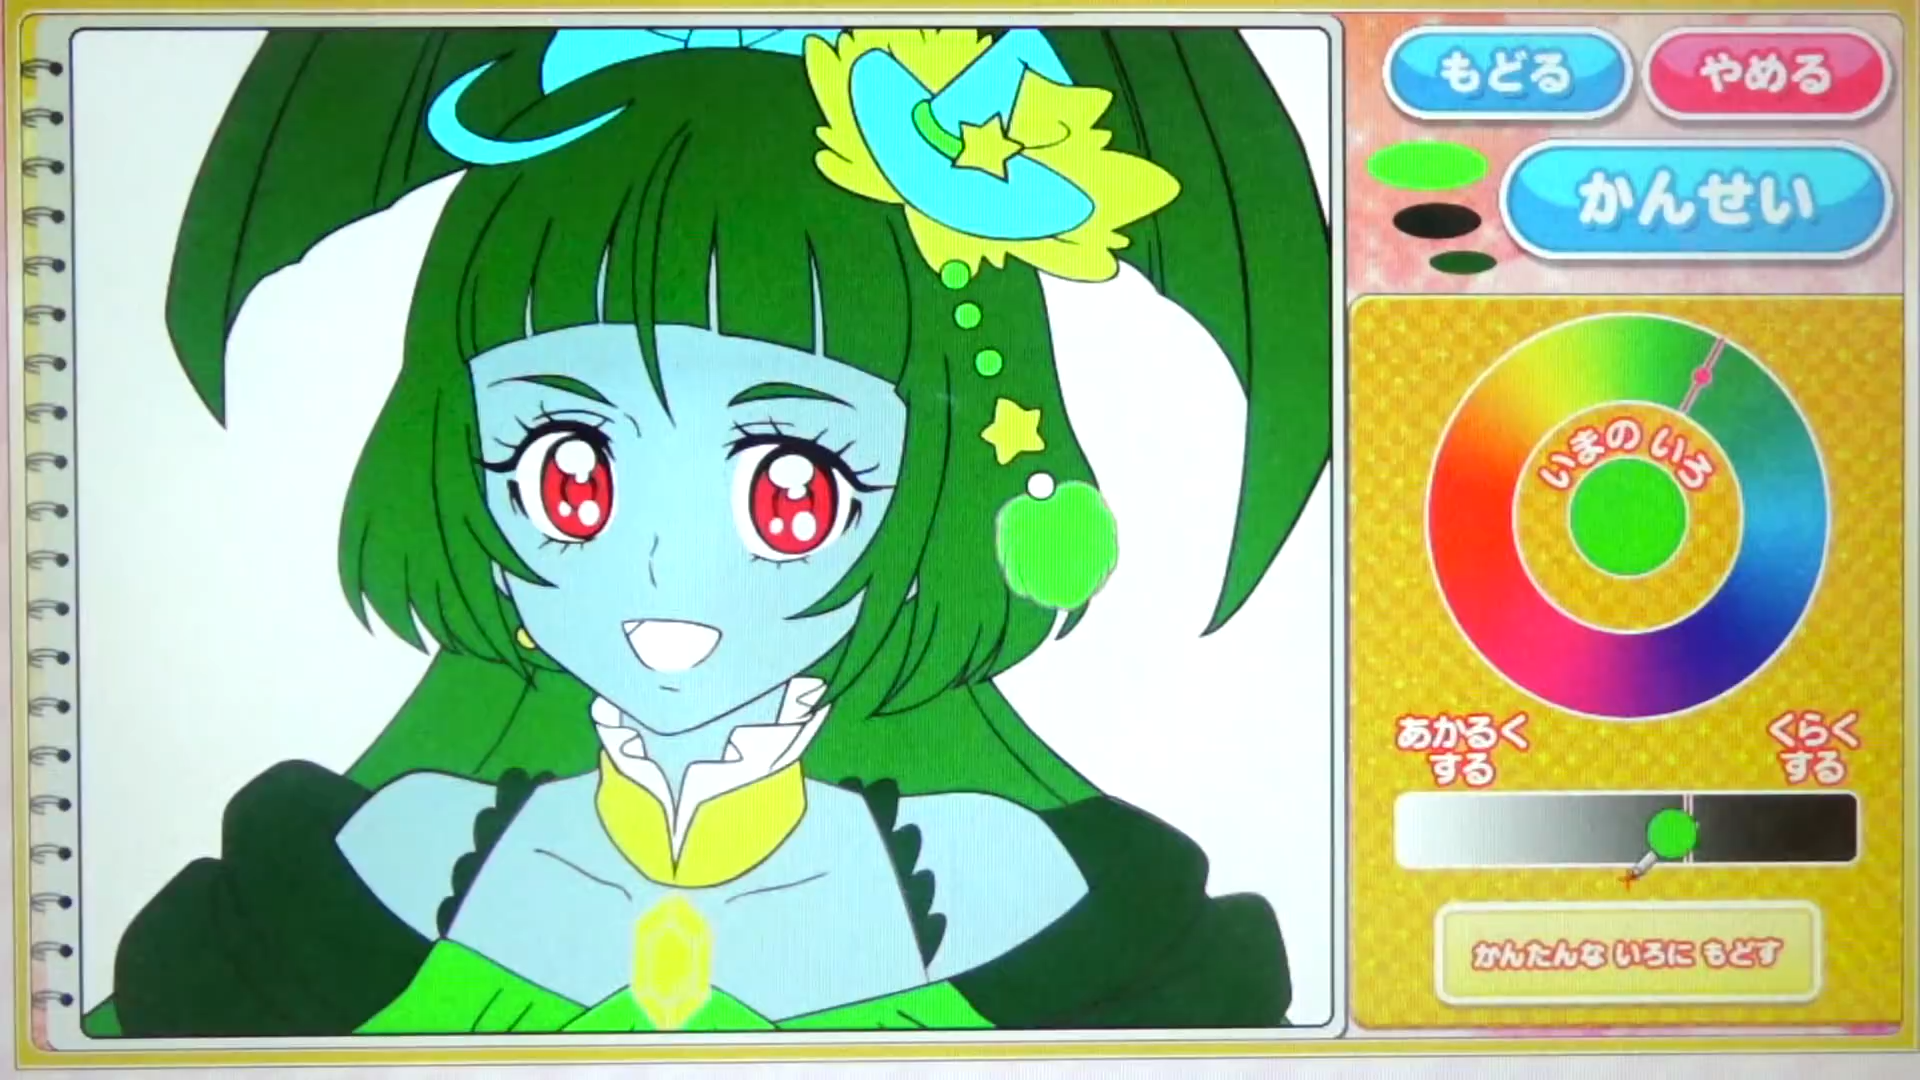 もどる
やめる
かんせい
いまの いろ
あかるく
する
くらく
する
かんたんな いろに もどす